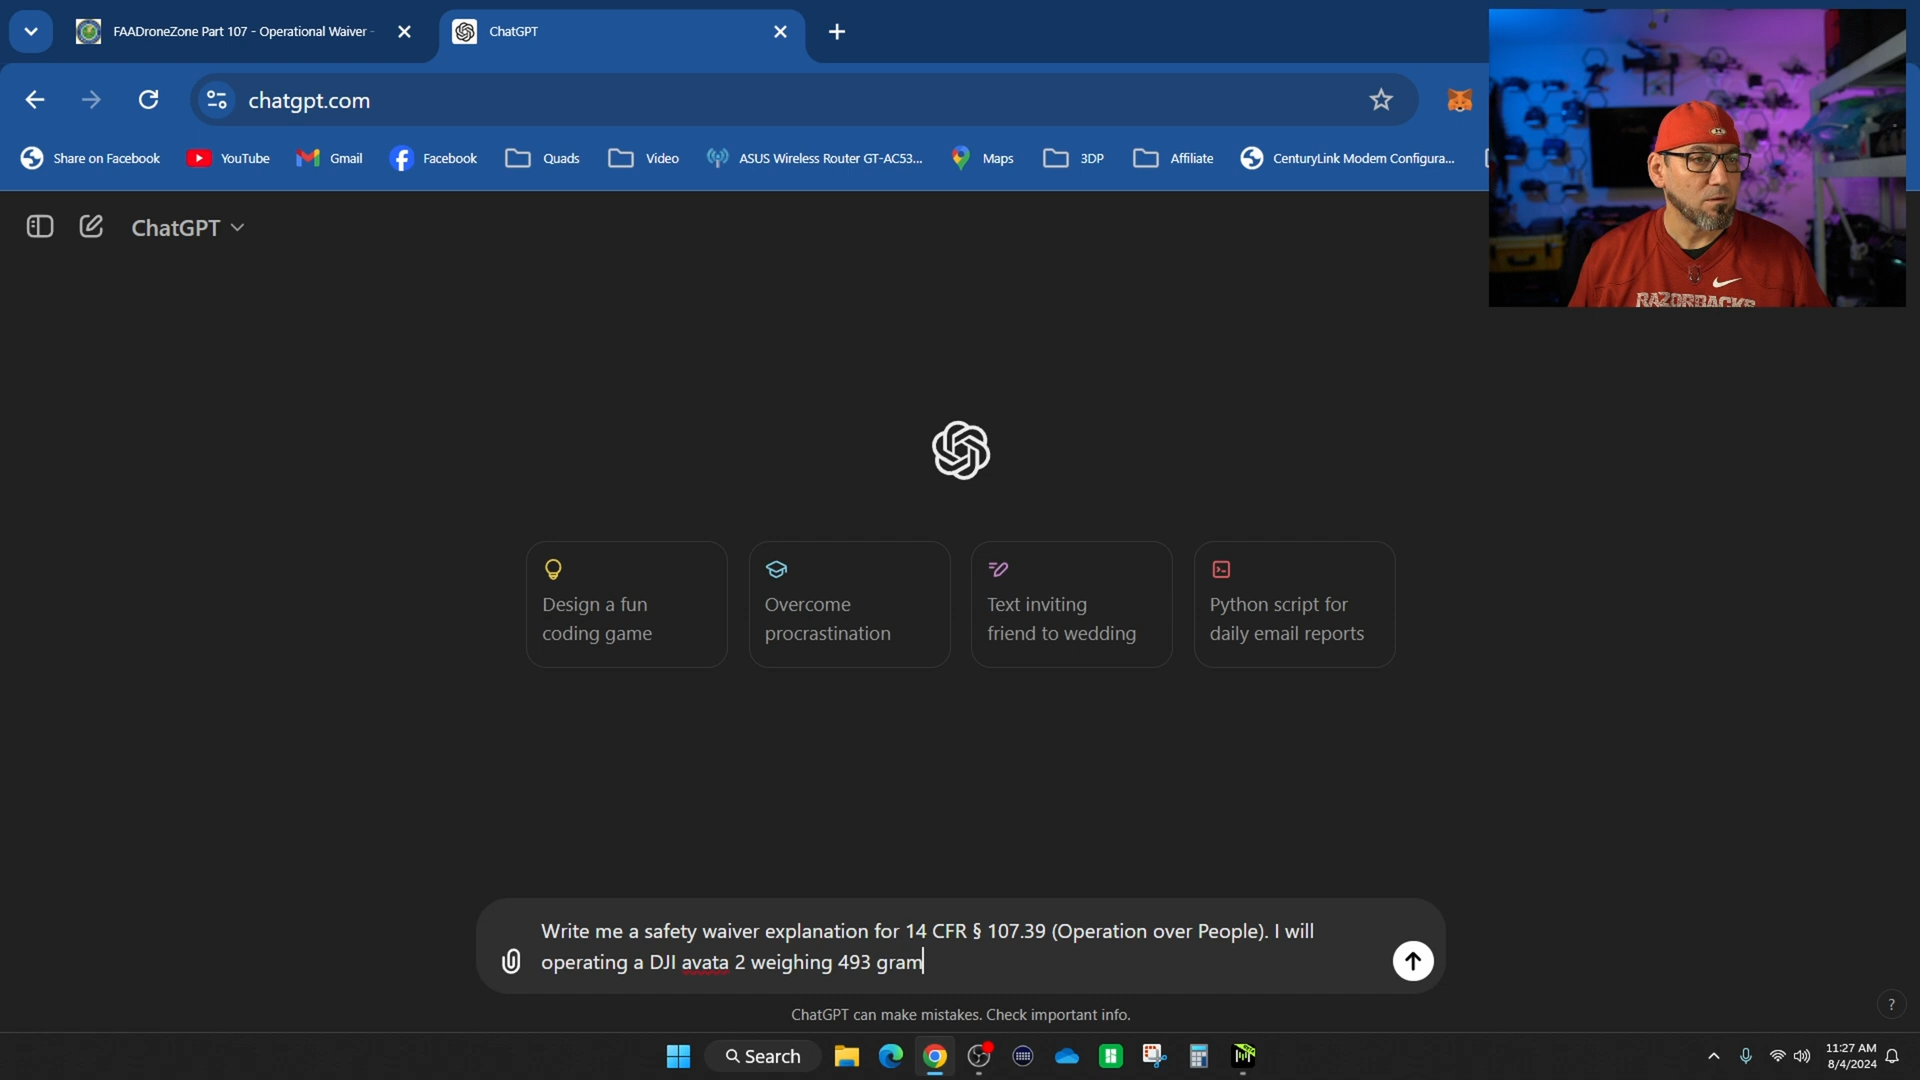 FAADroneZone Part 107 - Operational Waiver -
ChatGPT
chatgpt.com
Share on Facebook
YouTube
Gmail
Facebook
Quads
Video
ASUS Wireless Router GT-AC53...
Maps
3DP
Affiliate
CenturyLink Modem Configura...
RAZORBACKS
ChatGPT
Design a fun
coding game
Overcome
procrastination
Text inviting
friend to wedding
Python script for
daily email reports
Write me a safety waiver explanation for 14 CFR § 107.39 (Operation over People). I will
operating a DJI avata 2 weighing 493 gram
ChatGPT can make mistakes. Check important info.
?
Search
11:27 AM
8/4/2024